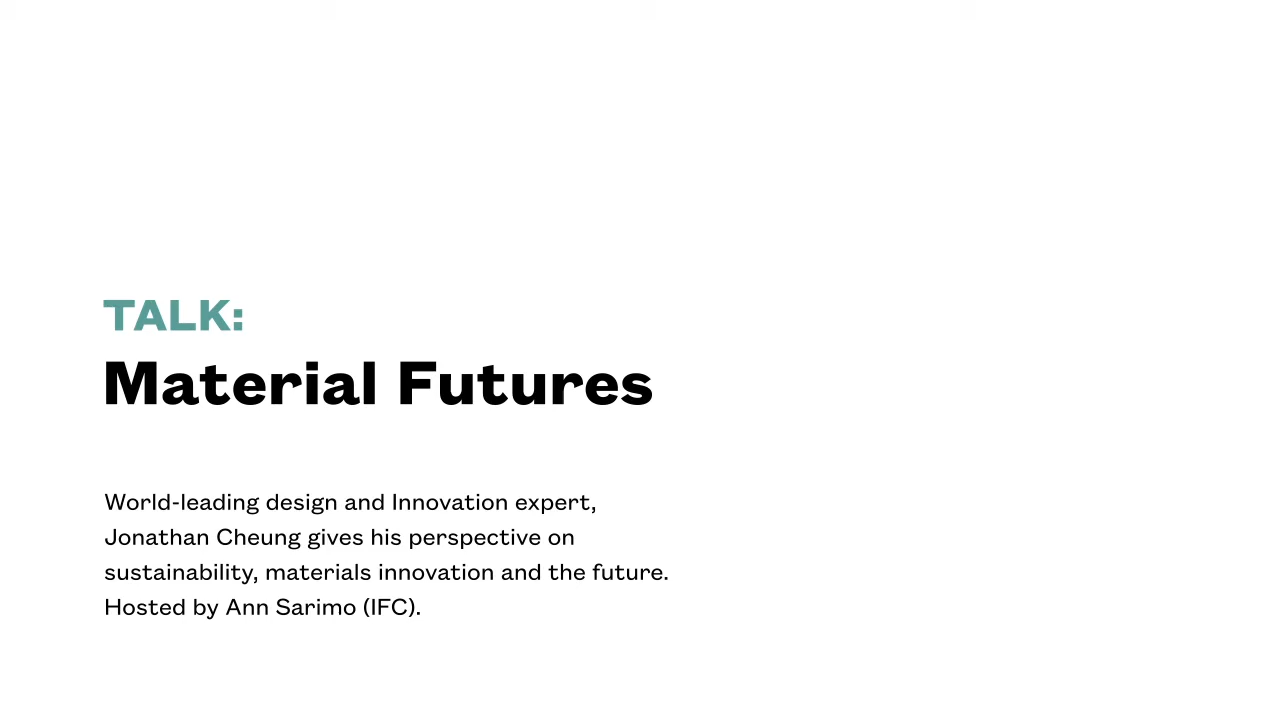 TALK:
Material Futures
World-leading design and Innovation expert,
Jonathan Cheung gives his perspective on
sustainability, materials innovation and the future.
Hosted by Ann Sarimo (IFC).